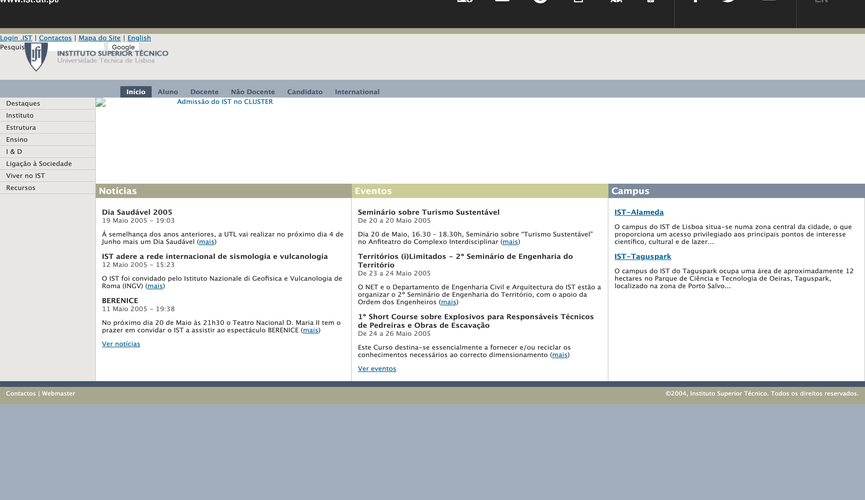 www.ist.utl.pt/
Login .IST | Contactos | Mapa do Site | English
Pesquis
Google
INSTITUTO SUPERIOR TÉCNICO
Universidade Técnica de Lisboa
Início Aluno Docente Não Docente Candidato International
Destaques
Instituto
Estrutura
Ensino
I & D
Ligação à Sociedade
Viver no IST
Recursos
Admissão do IST no CLUSTER
Notícias
Dia Saudável 2005
19 Maio 2005 - 19:03
Á semelhança dos anos anteriores, a UTL vai realizar no próximo dia 4 de
Junho mais um Dia Saudável (mais)
IST adere a rede internacional de sismologia e vulcanologia
12 Maio 2005 - 15:23
O IST foi convidado pelo Istituto Nazionale di Geofisica e Vulcanologia de
Roma (INGV) (mais)
BERENICE
11 Maio 2005 - 19:38
No próximo dia 20 de Maio às 21h30 o Teatro Nacional D. Maria II tem o
prazer em convidar o IST a assistir ao espectáculo BERENICE (mais)
Ver notícias
Eventos
Seminário sobre Turismo Sustentável
De 20 a 20 Maio 2005
Dia 20 de Maio, 16.30 - 18.30h, Seminário sobre "Turismo Sustentável"
no Anfiteatro do Complexo Interdisciplinar (mais)
Territórios (i)Limitados - 2º Seminário de Engenharia do
Território
De 23 a 24 Maio 2005
O NET e o Departamento de Engenharia Civil e Arquitectura do IST estão a
organizar o 2º Seminário de Engenharia do Território, com o apoio da
Ordem dos Engenheiros (mais)
1º Short Course sobre Explosivos para Responsáveis Técnicos
de Pedreiras e Obras de Escavação
De 24 a 26 Maio 2005
Este Curso destina-se essencialmente a fornecer e/ou reciclar os
conhecimentos necessários ao correcto dimensionamento (mais)
Ver eventos
Campus
IST-Alameda
O campus do IST de Lisboa situa-se numa zona central da cidade, o que
proporciona um acesso privilegiado aos principais pontos de interesse
científico, cultural e de lazer...
IST-Taguspark
O campus do IST do Taguspark ocupa uma área de aproximadamente 12
hectares no Parque de Ciência e Tecnologia de Oeiras, Taguspark,
localizado na zona de Porto Salvo...
Contactos | Webmaster
©2004, Instituto Superior Técnico. Todos os direitos reservados.